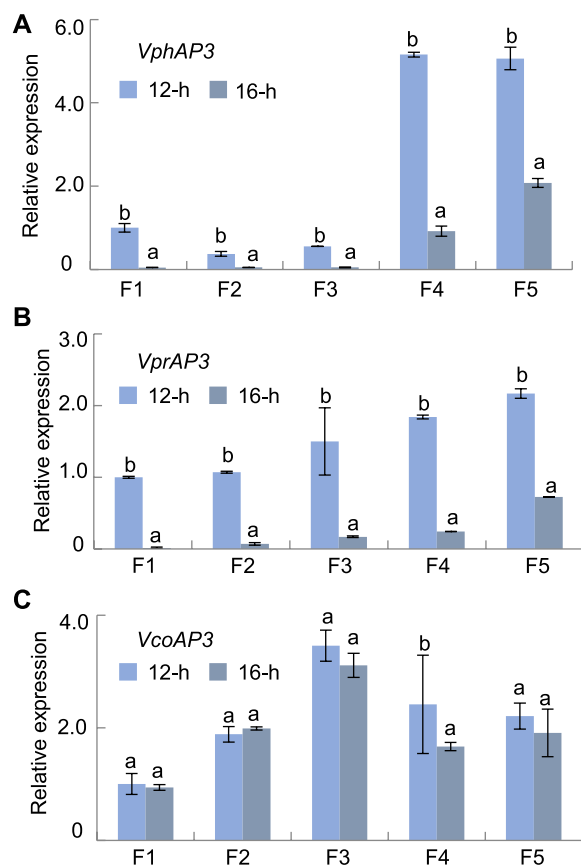 A
VphAP3
12-h 16-h
Relative expression
6.0
4.0
2.0
0
b a b a b a b a b a
F1 F2 F3 F4 F5
B
VprAP3
12-h 16-h
Relative expression
3.0
2.0
1.0
0
b a b a b a b a b a
F1 F2 F3 F4 F5
C
VcoAP3
12-h 16-h
Relative expression
4.0
2.0
0
a a a a a a b a a a
F1 F2 F3 F4 F5